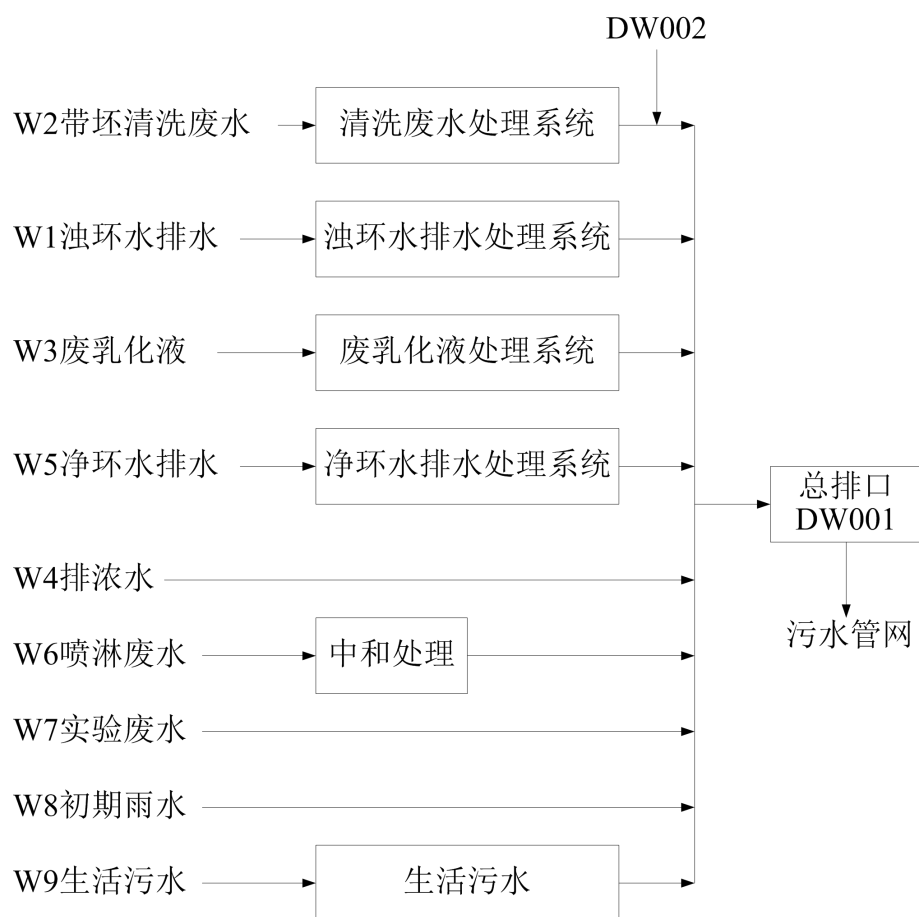 DW002
W2带坯清洗废水
清洗废水处理系统
W1浊环水排水
浊环水排水处理系统
W3废乳化液
废乳化液处理系统
W5净环水排水
净环水排水处理系统
总排口
DW001
W4排浓水
污水管网
W6喷淋废水
中和处理
W7实验废水
W8初期雨水
W9生活污水
生活污水